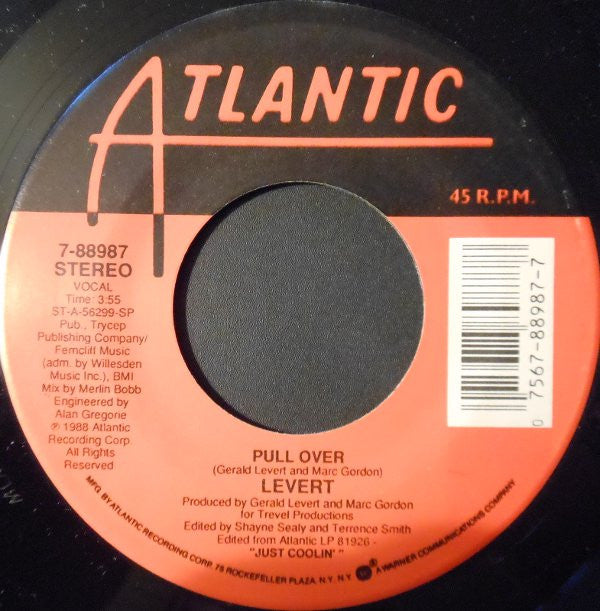 ATLANTIC
45 R.P.M.
7-88987
STEREO
VOCAL
Time: 3:55
ST-A-56299-SP
Pub., Trycep
Publishing Company/
Ferncliff Music
(adm. by Willesden
Music Inc.), BMI
Mix by Merlin Bobb
Engineered by
Alan Gregorie
℗ 1988 Atlantic
Recording Corp.
All Rights
Reserved
0 7567-88987-7
PULL OVER
(Gerald Levert and Marc Gordon)
LEVERT
Produced by Gerald Levert and Marc Gordon
for Trevel Productions
Edited by Shayne Sealy and Terrence Smith
Edited from Atlantic LP 81926 -
"JUST COOLIN' "
MFG. BY ATLANTIC RECORDING CORP. 75 ROCKEFELLER PLAZA, N.Y. N.Y. ® A WARNER COMMUNICATIONS COMPANY